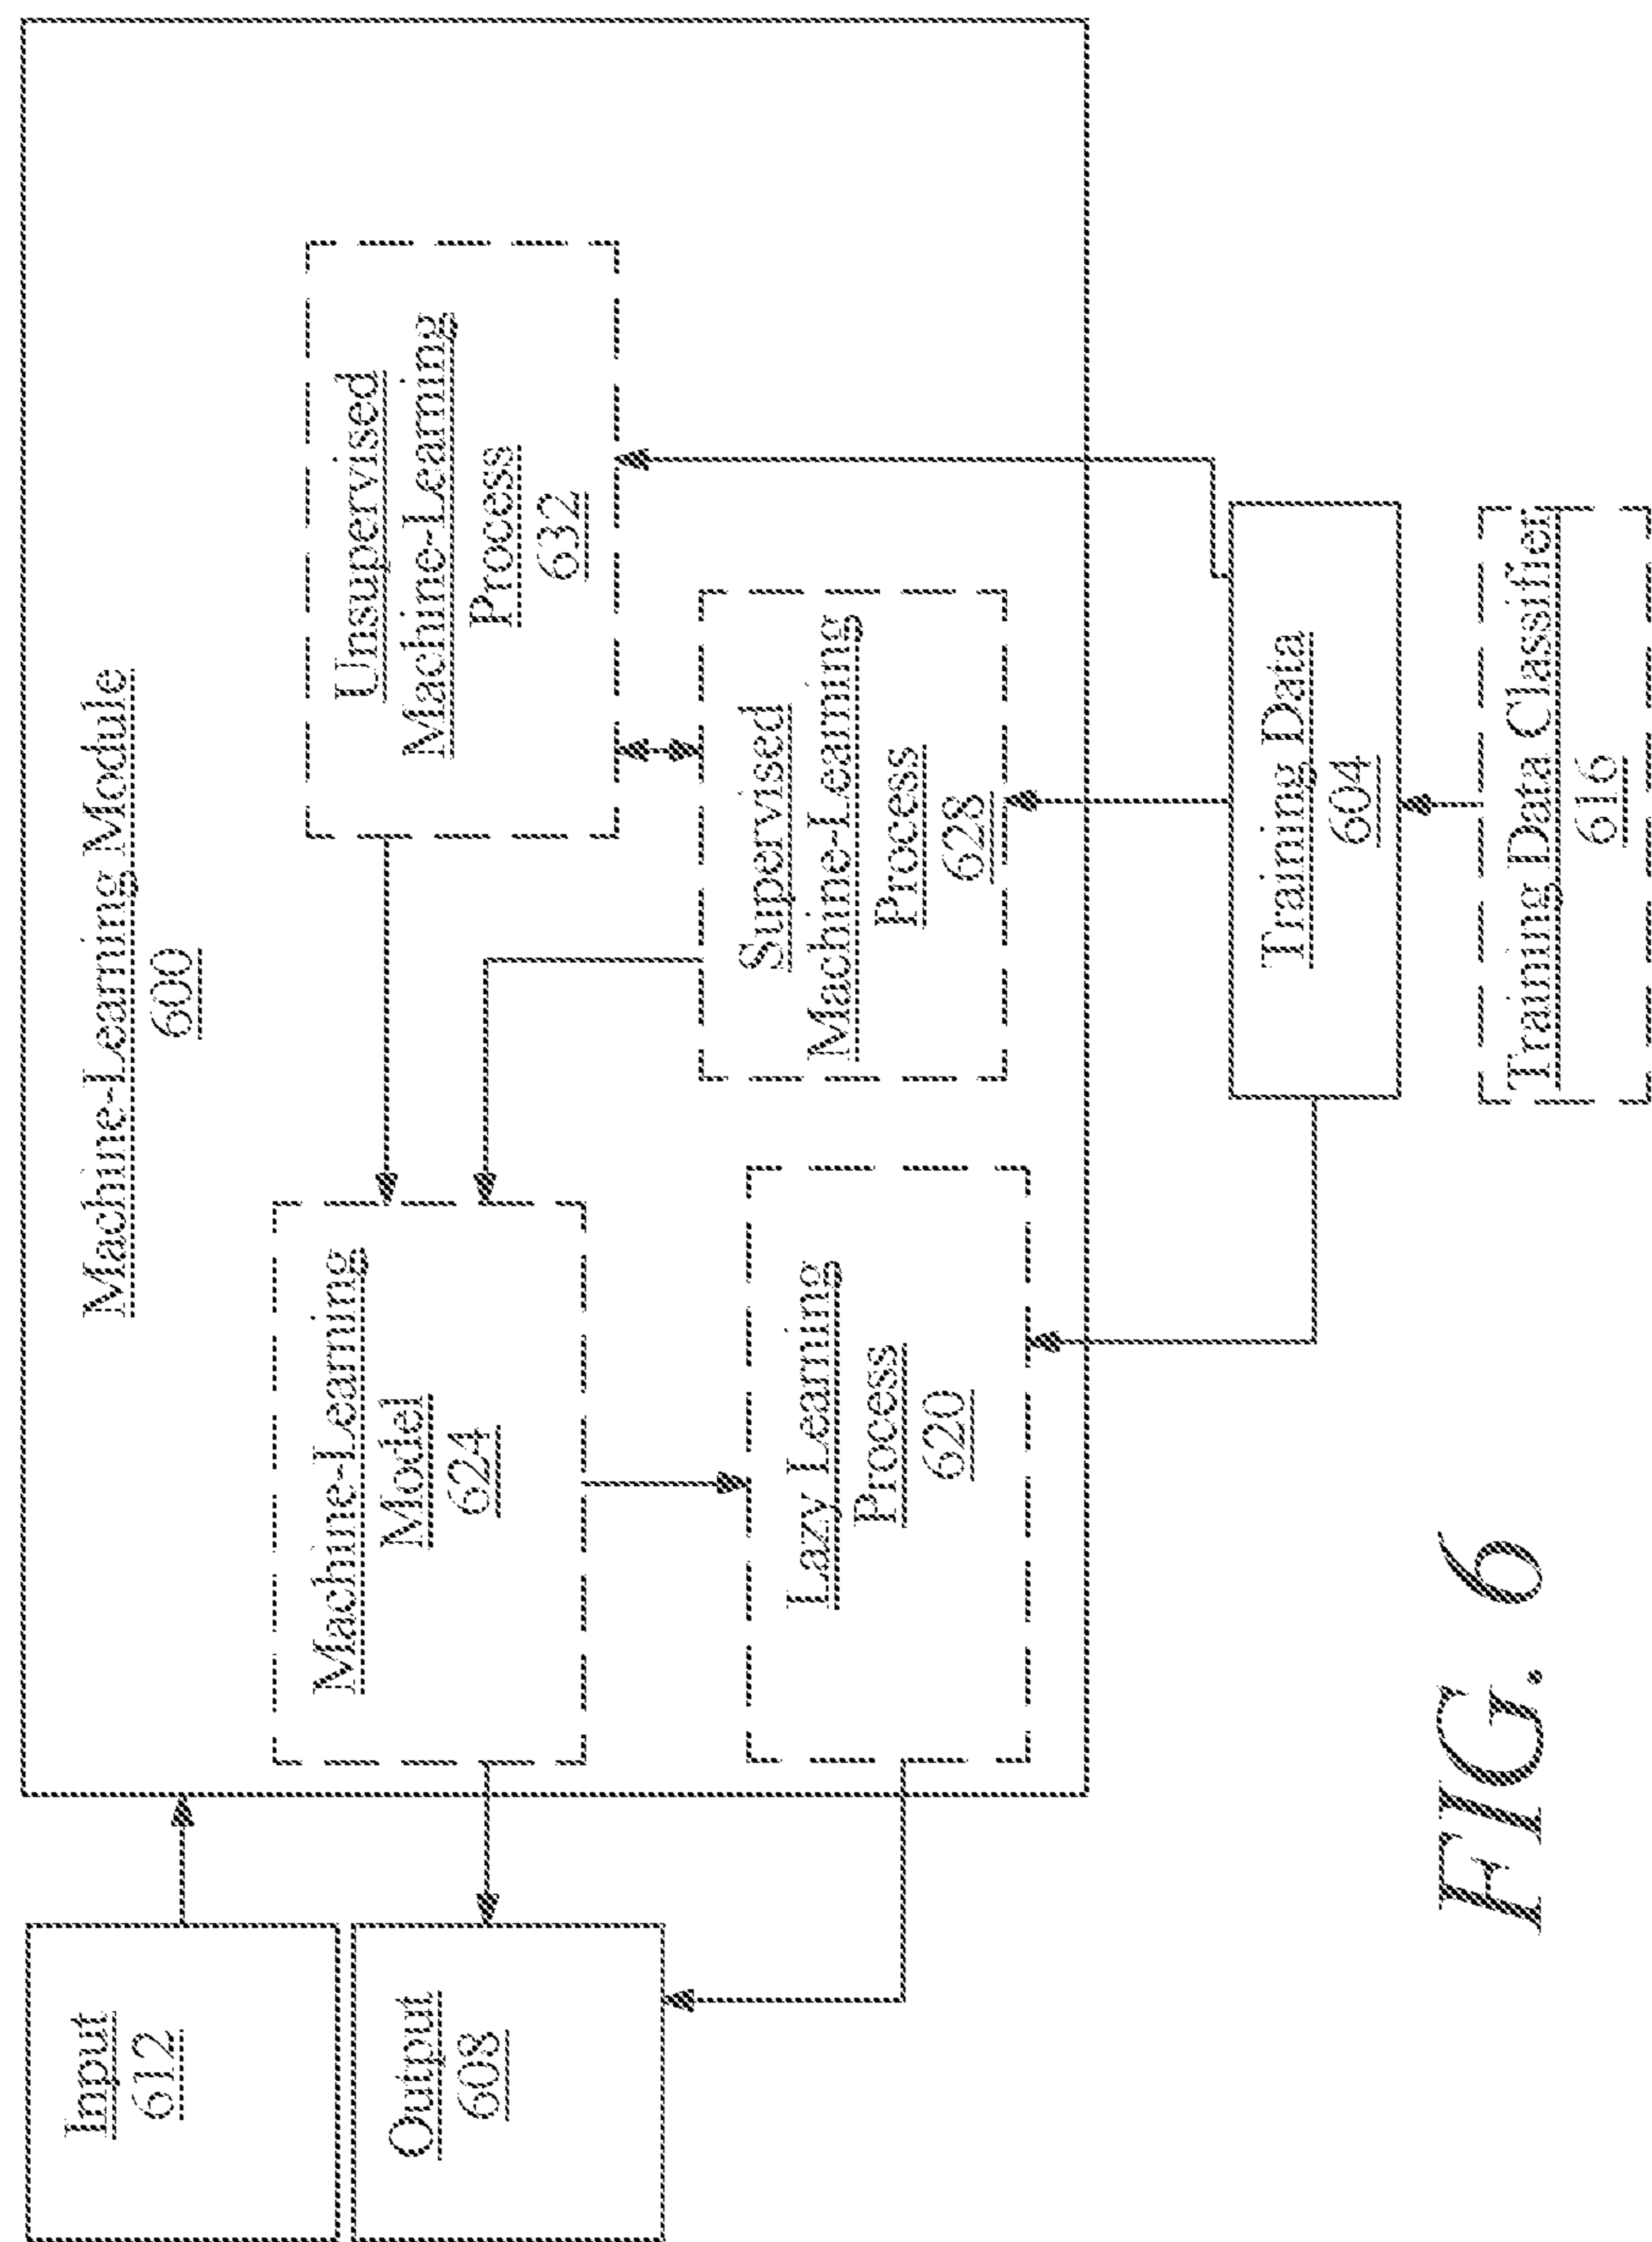 Machine-Learning Module
600
Input
612
Output
608
Machine-Learning
Model
624
Unsupervised
Machine-Learning
Process
632
Lazy Learning
Process
620
Supervised
Machine-Learning
Process
628
Training Data
604
Training Data Classifier
616
FIG. 6